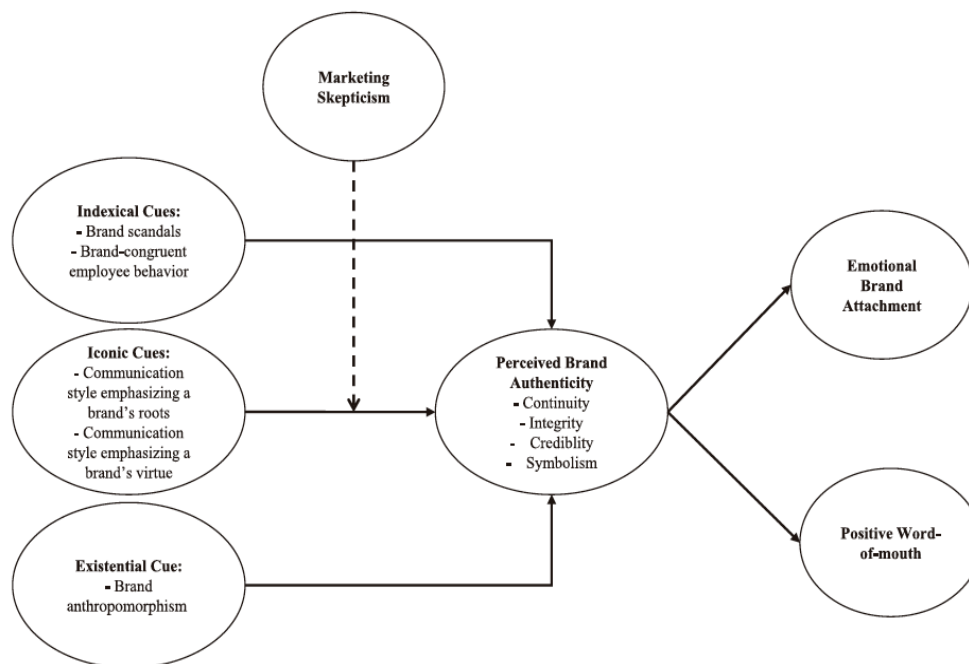 Marketing
Skepticism
Indexical Cues:
- Brand scandals
- Brand-congruent
employee behavior
Iconic Cues:
- Communication
style emphasizing a
brand's roots
- Communication
style emphasizing a
brand's virtue
Existential Cue:
- Brand
anthropomorphism
Perceived Brand
Authenticity
- Continuity
- Integrity
- Crediblity
- Symbolism
Emotional
Brand
Attachment
Positive Word-
of-mouth